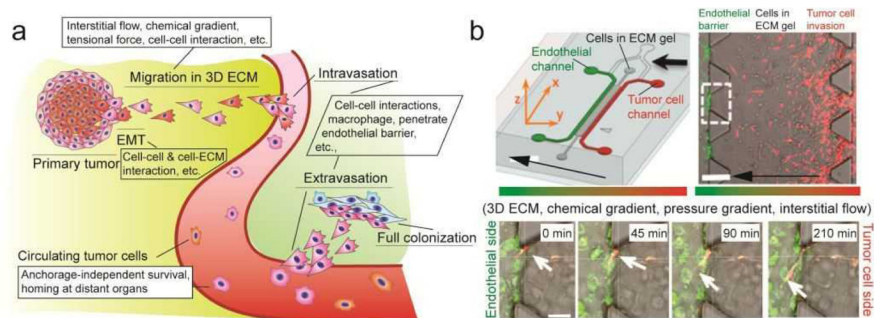 a
Interstitial flow, chemical gradient,
tensional force, cell-cell interaction, etc.
Migration in 3D ECM
Intravasation
Cell-cell interactions,
macrophage, penetrate
endothelial barrier,
etc.,
EMT
Primary tumor
Cell-cell & cell-ECM
interaction, etc.
Extravasation
Full colonization
Circulating tumor cells
Anchorage-independent survival,
homing at distant organs
b
Cells in ECM gel
Endothelial
channel
x
z
y
Tumor cell
channel
Endothelial
barrier
Cells in
ECM gel
Tumor cell
invasion
(3D ECM, chemical gradient, pressure gradient, interstitial flow)
Endothelial side
0 min
45 min
90 min
210 min
Tumor cell side